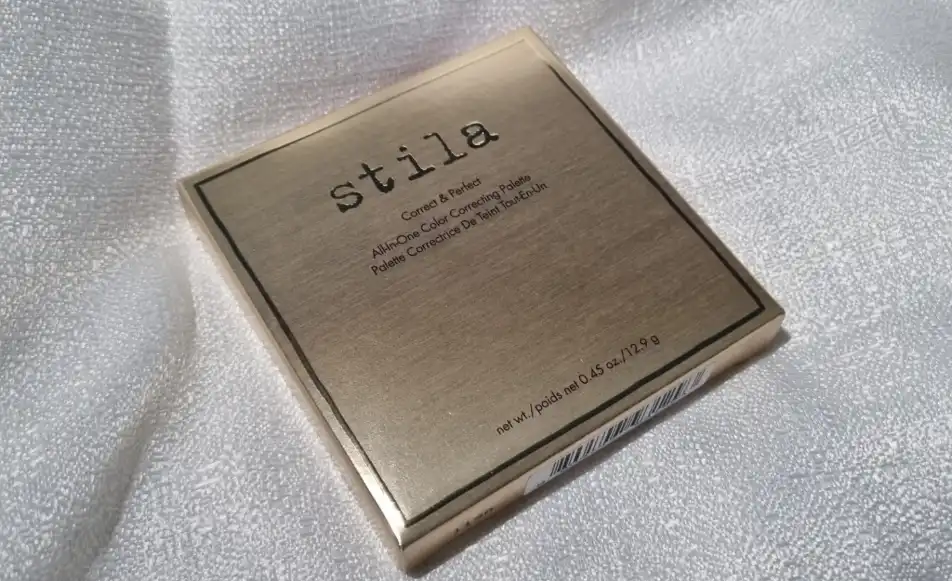 stila
Correct & Perfect
All-In-One Color Correcting Palette
Palette Correctrice De Teint Tout-En-Un
net wt./poids net 0.45 oz./12.9 g